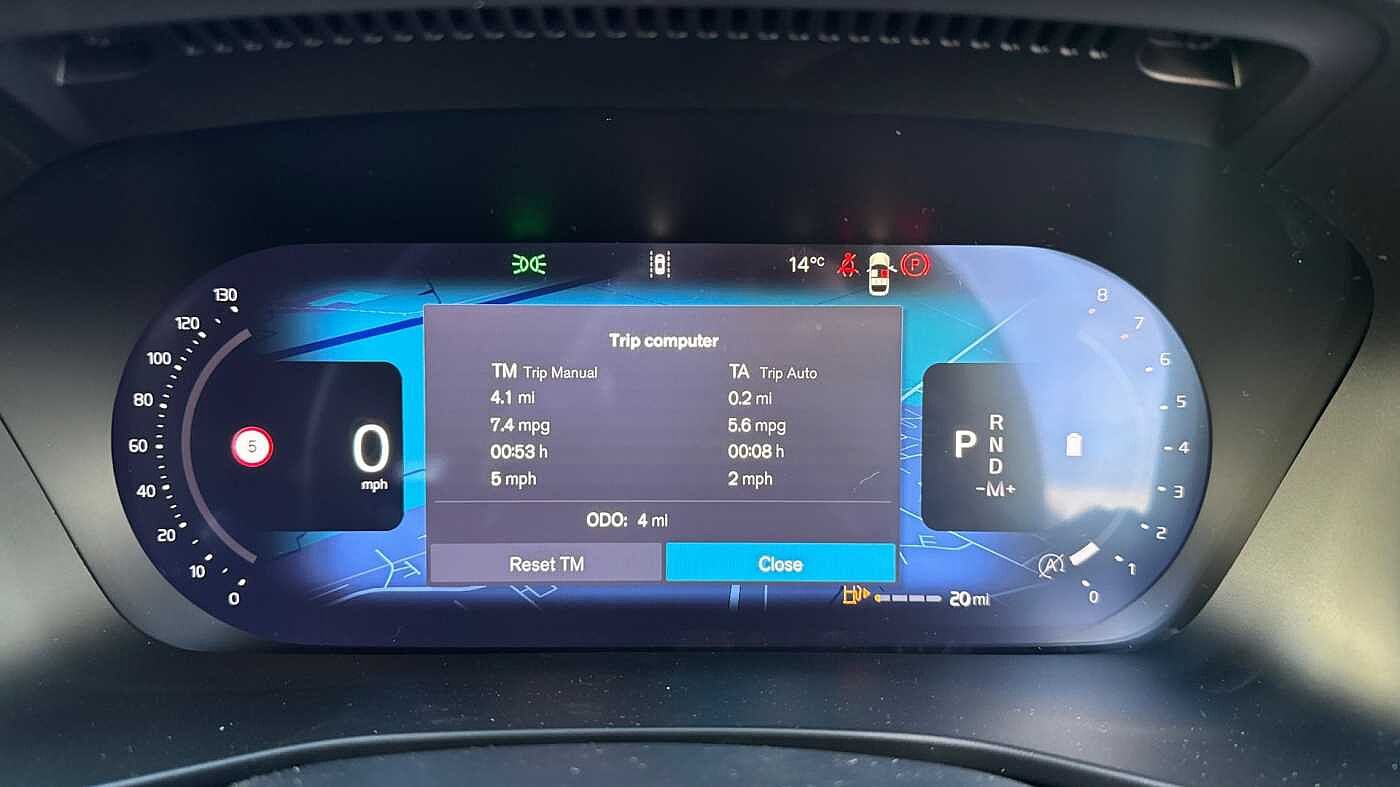 14°C
P
130
120
100
80
60
40
20
10
0
5
0
mph
Trip computer
TM Trip Manual
4.1 mi
7.4 mpg
00:53 h
5 mph
TA Trip Auto
0.2 mi
5.6 mpg
00:08 h
2 mph
ODO: 4 mi
Reset TM
Close
P
R
N
D
-M+
8
7
6
5
4
3
2
1
0
A
20 mi